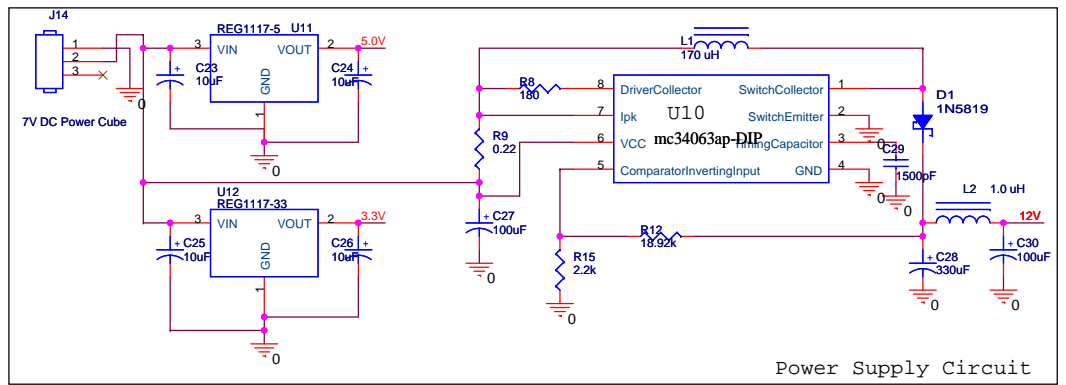 J14
1
2
3
0
7V DC Power Cube
REG1117-5 U11
3 VIN VOUT 2 5.0V
GND
1
C23
10uF
C24
10uF
0
U12
REG1117-33
3 VIN VOUT 2 3.3V
GND
1
C25
10uF
C26
10uF
0
L1
170 uH
R8
180
R9
0.22
C27
100uF
0
8 DriverCollector SwitchCollector 1
7 Ipk U10 SwitchEmitter 2
6 VCC mc34063ap-DIP TimingCapacitor 3
5 ComparatorInvertingInput GND 4
0
0
C29
1500pF
0
D1
1N5819
L2 1.0 uH
12V
R12
18.92k
R15
2.2k
0
C28
330uF
0
C30
100uF
0
Power Supply Circuit